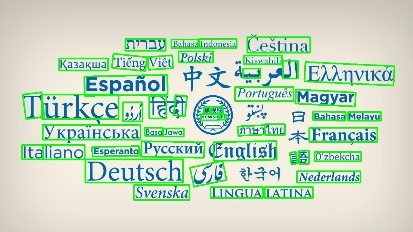 עברית Bahasa Indonesia Čeština
Қазақша Tiếng Việt Polski Kiswahili
Español 中文 العربية Ελληνικά
Türkçe اردو हिन्दी Português Magyar
پښتو 日本語 Bahasa Melayu
Українська Basa Jawa ภาษาไทย Français
Italiano Esperanto Русский English O'zbekcha
Deutsch فارسی 한국어 Nederlands
Svenska LINGUA LATINA